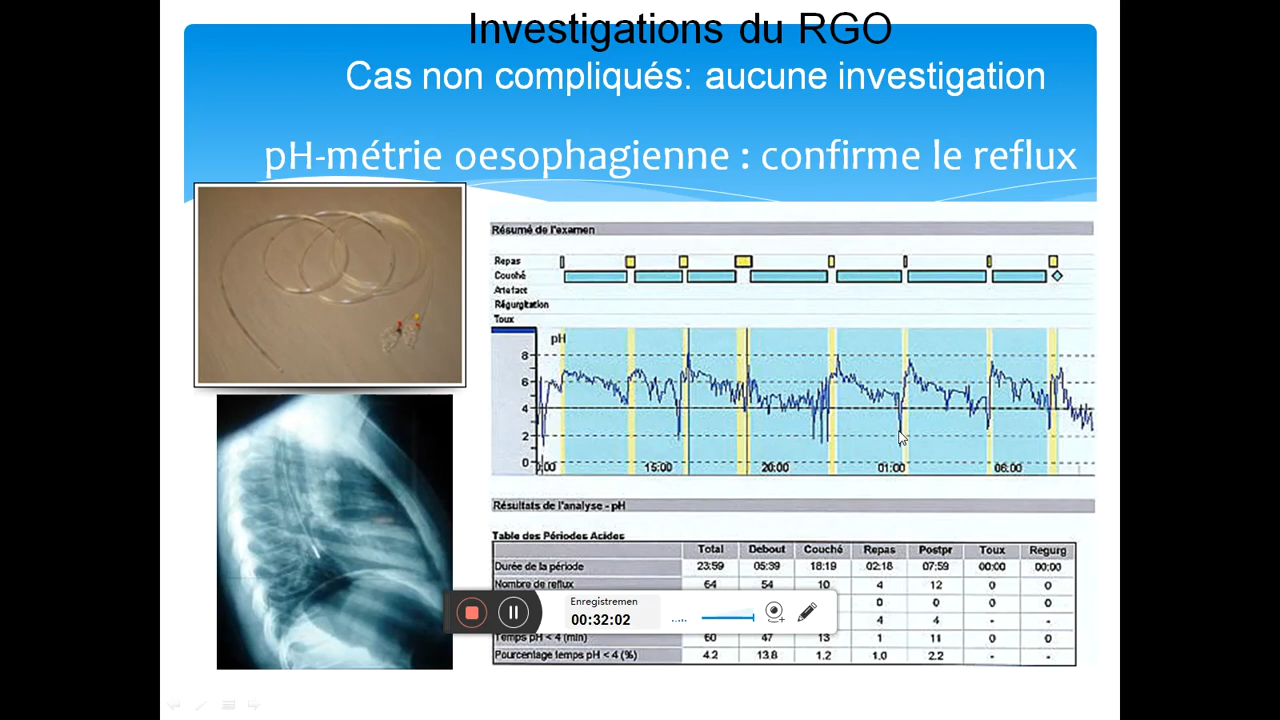 Investigations du RGO
Cas non compliqués: aucune investigation
pH-métrie oesophagienne : confirme le reflux
Résumé de l'examen
Repas
Couché
Artefact
Régurgitation
Toux
pH
8
6
4
2
0
15:00 20:00 01:00 06:00
Résultats de l'analyse - pH
Table des Périodes Acides
Total Debout Couché Repas Postpr Toux Regurg
Durée de la période 23:59 05:39 18:19 02:18 07:59 00:00 00:00
Nombre de reflux 64 54 10 4 12 0 0
0 0 0 0
4 4 - -
Temps pH < 4 (min) 60 47 13 1 11 0 0
Pourcentage temps pH < 4 (%) 4.2 13.8 1.2 1.0 2.2 - -
Enregistremen
00:32:02